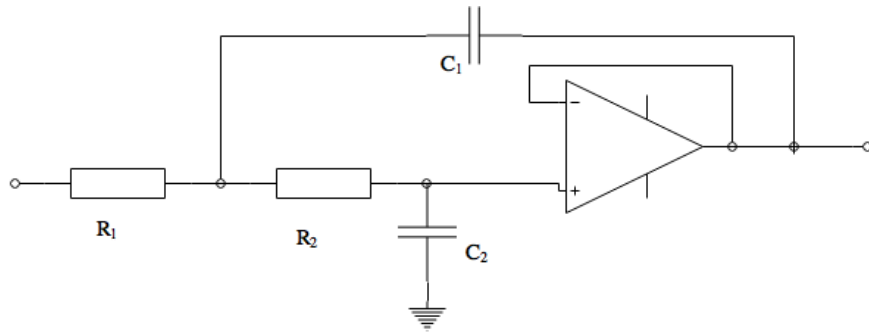 C₁
−
+
R₁
R₂
C₂